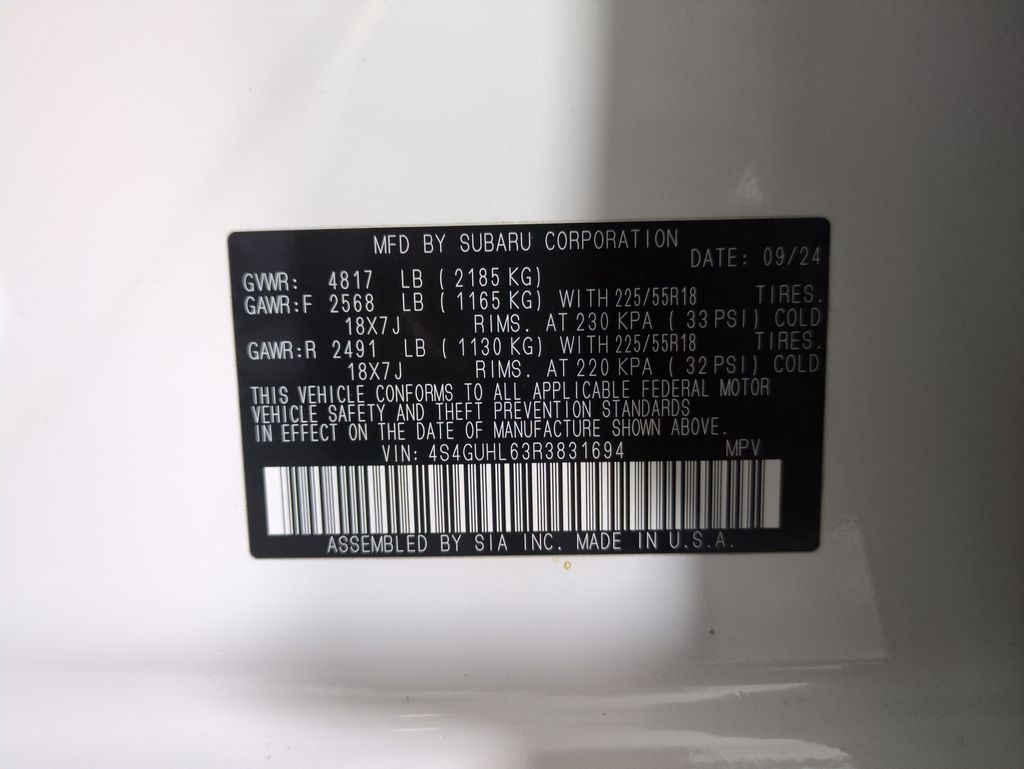 MFD BY SUBARU CORPORATION
DATE: 09/24
GVWR: 4817 LB ( 2185 KG)
GAWR:F 2568 LB ( 1165 KG) WITH 225/55R18 TIRES.
18X7J RIMS. AT 230 KPA ( 33 PSI) COLD
GAWR:R 2491 LB ( 1130 KG) WITH 225/55R18 TIRES.
18X7J RIMS. AT 220 KPA ( 32 PSI) COLD
THIS VEHICLE CONFORMS TO ALL APPLICABLE FEDERAL MOTOR
VEHICLE SAFETY AND THEFT PREVENTION STANDARDS
IN EFFECT ON THE DATE OF MANUFACTURE SHOWN ABOVE.
VIN: 4S4GUHL63R3831694 MPV
ASSEMBLED BY SIA INC. MADE IN U.S.A.